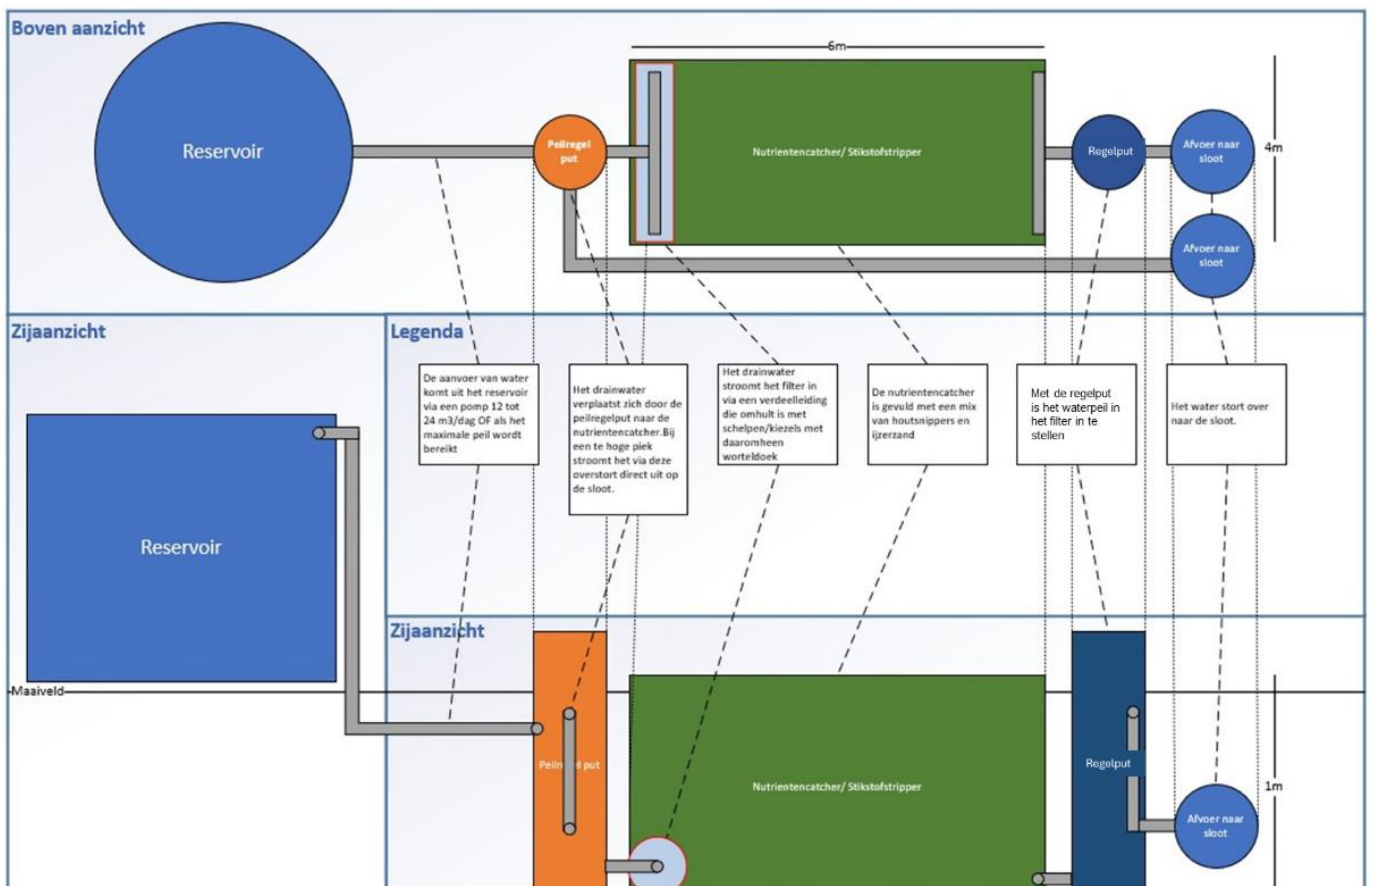 Boven aanzicht
6m
Reservoir
Peilregel
put
Nutrientencatcher/ Stikstofstripper
Regelput
Afvoer naar
sloot
4m
Afvoer naar
sloot
Zijaanzicht
Legenda
De aanvoer van water
komt uit het reservoir
via een pomp 12 tot
24 m3/dag OF als het
maximale peil wordt
bereikt
Het drainwater
verplaatst zich door de
peilregelput naar de
nutrientencatcher.Bij
een te hoge piek
stroomt het via deze
overstort direct uit op
de sloot.
Het drainwater
stroomt het filter in
via een verdeelleiding
die omhult is met
schelpen/kiezels met
daaromheen
worteldoek
De nutrientencatcher
is gevuld met een mix
van houtsnippers en
ijzerzand
Met de regelput
is het waterpeil in
het filter in te
stellen
Het water stort over
naar de sloot.
Reservoir
Zijaanzicht
Maaiveld
put
Nutrientencatcher/ Stikstofstripper
Regelput
Afvoer naar
sloot
1m